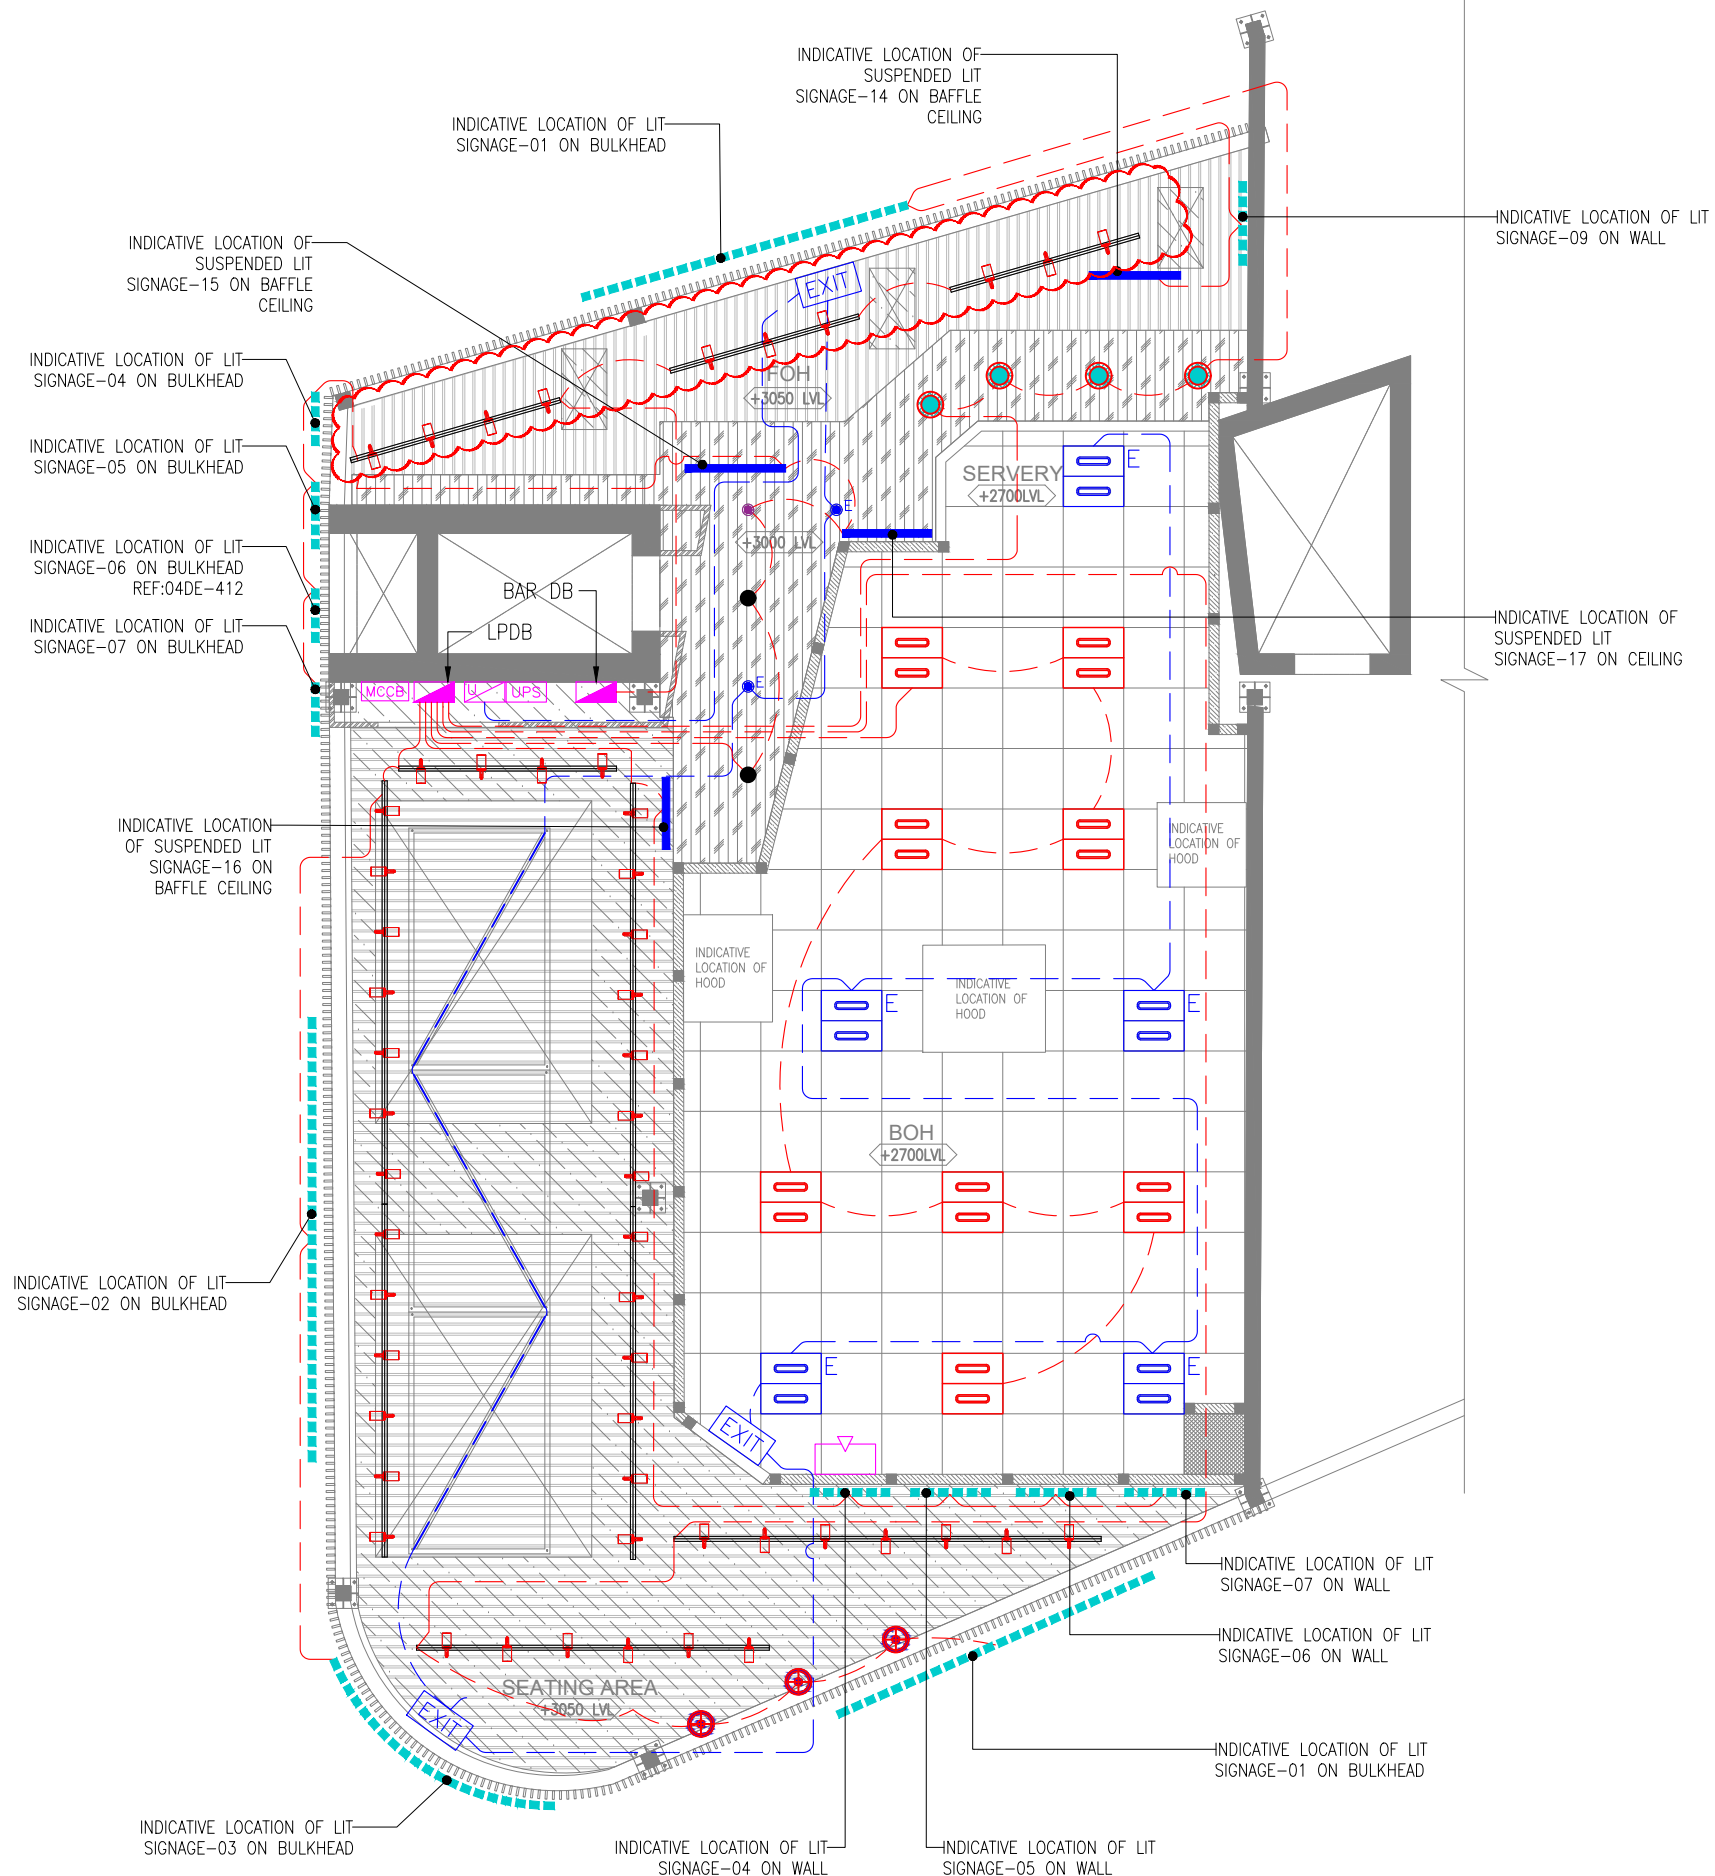 INDICATIVE LOCATION OF
SUSPENDED LIT
SIGNAGE-14 ON BAFFLE
CEILING
INDICATIVE LOCATION OF LIT
SIGNAGE-01 ON BULKHEAD
INDICATIVE LOCATION OF LIT
SIGNAGE-09 ON WALL
INDICATIVE LOCATION OF
SUSPENDED LIT
SIGNAGE-15 ON BAFFLE
CEILING
EXIT
INDICATIVE LOCATION OF LIT
SIGNAGE-04 ON BULKHEAD
FOH
+3050 LVL
INDICATIVE LOCATION OF LIT
SIGNAGE-05 ON BULKHEAD
SERVERY
+2700LVL
E
E
+3000 LVL
INDICATIVE LOCATION OF LIT
SIGNAGE-06 ON BULKHEAD
REF:04DE-412
BAR DB
LPDB
INDICATIVE LOCATION OF LIT
SIGNAGE-07 ON BULKHEAD
INDICATIVE LOCATION OF
SUSPENDED LIT
SIGNAGE-17 ON CEILING
MCCB
U
UPS
E
INDICATIVE LOCATION
OF SUSPENDED LIT
SIGNAGE-16 ON
BAFFLE CEILING
INDICATIVE
LOCATION OF
HOOD
INDICATIVE
LOCATION OF
HOOD
INDICATIVE
LOCATION OF
HOOD
E
E
BOH
+2700LVL
INDICATIVE LOCATION OF LIT
SIGNAGE-02 ON BULKHEAD
E
E
EXIT
INDICATIVE LOCATION OF LIT
SIGNAGE-07 ON WALL
INDICATIVE LOCATION OF LIT
SIGNAGE-06 ON WALL
SEATING AREA
+3050 LVL
EXIT
INDICATIVE LOCATION OF LIT
SIGNAGE-01 ON BULKHEAD
INDICATIVE LOCATION OF LIT
SIGNAGE-03 ON BULKHEAD
INDICATIVE LOCATION OF LIT
SIGNAGE-04 ON WALL
INDICATIVE LOCATION OF LIT
SIGNAGE-05 ON WALL